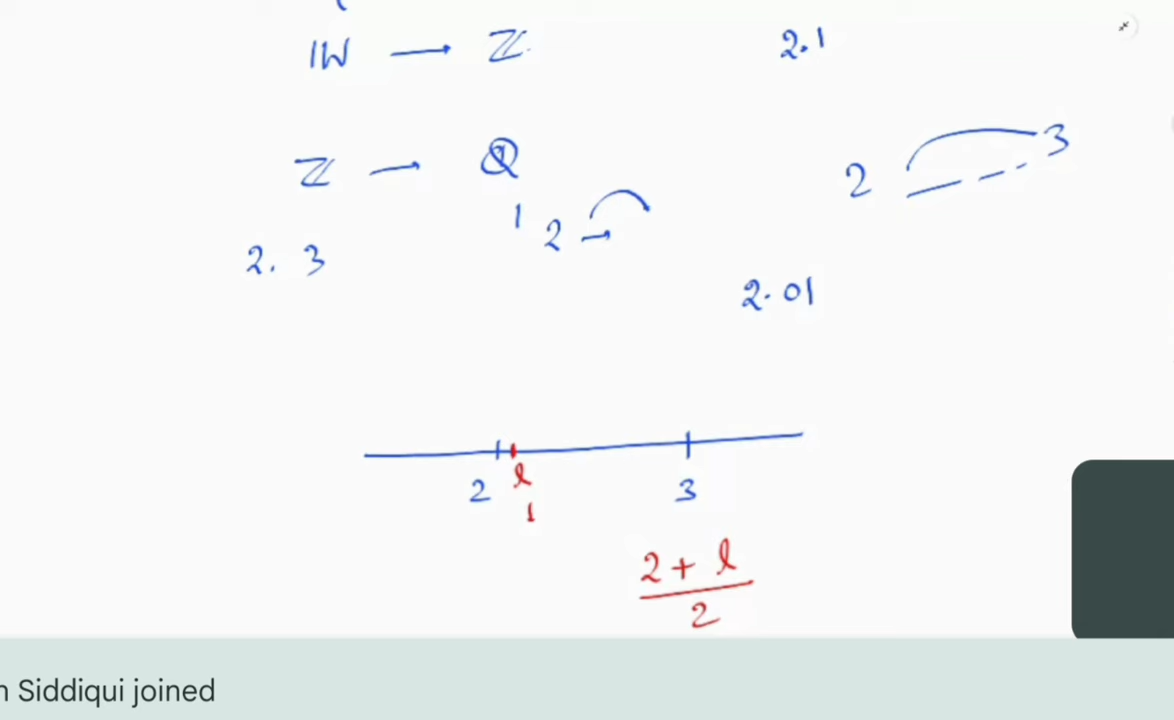 W → Z
2.1
Z → Q
2 3
1 2 →
2. 3
2.01
2 l 3
1
2 + l
2
n Siddiqui joined